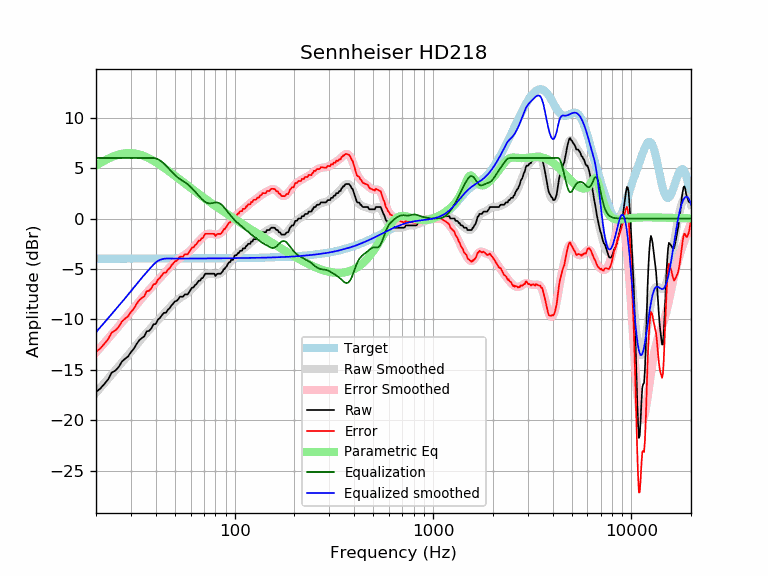 Sennheiser HD218
Amplitude (dBr)
10
5
0
−5
−10
−15
−20
−25
Target
Raw Smoothed
Error Smoothed
Raw
Error
Parametric Eq
Equalization
Equalized smoothed
100
1000
10000
Frequency (Hz)